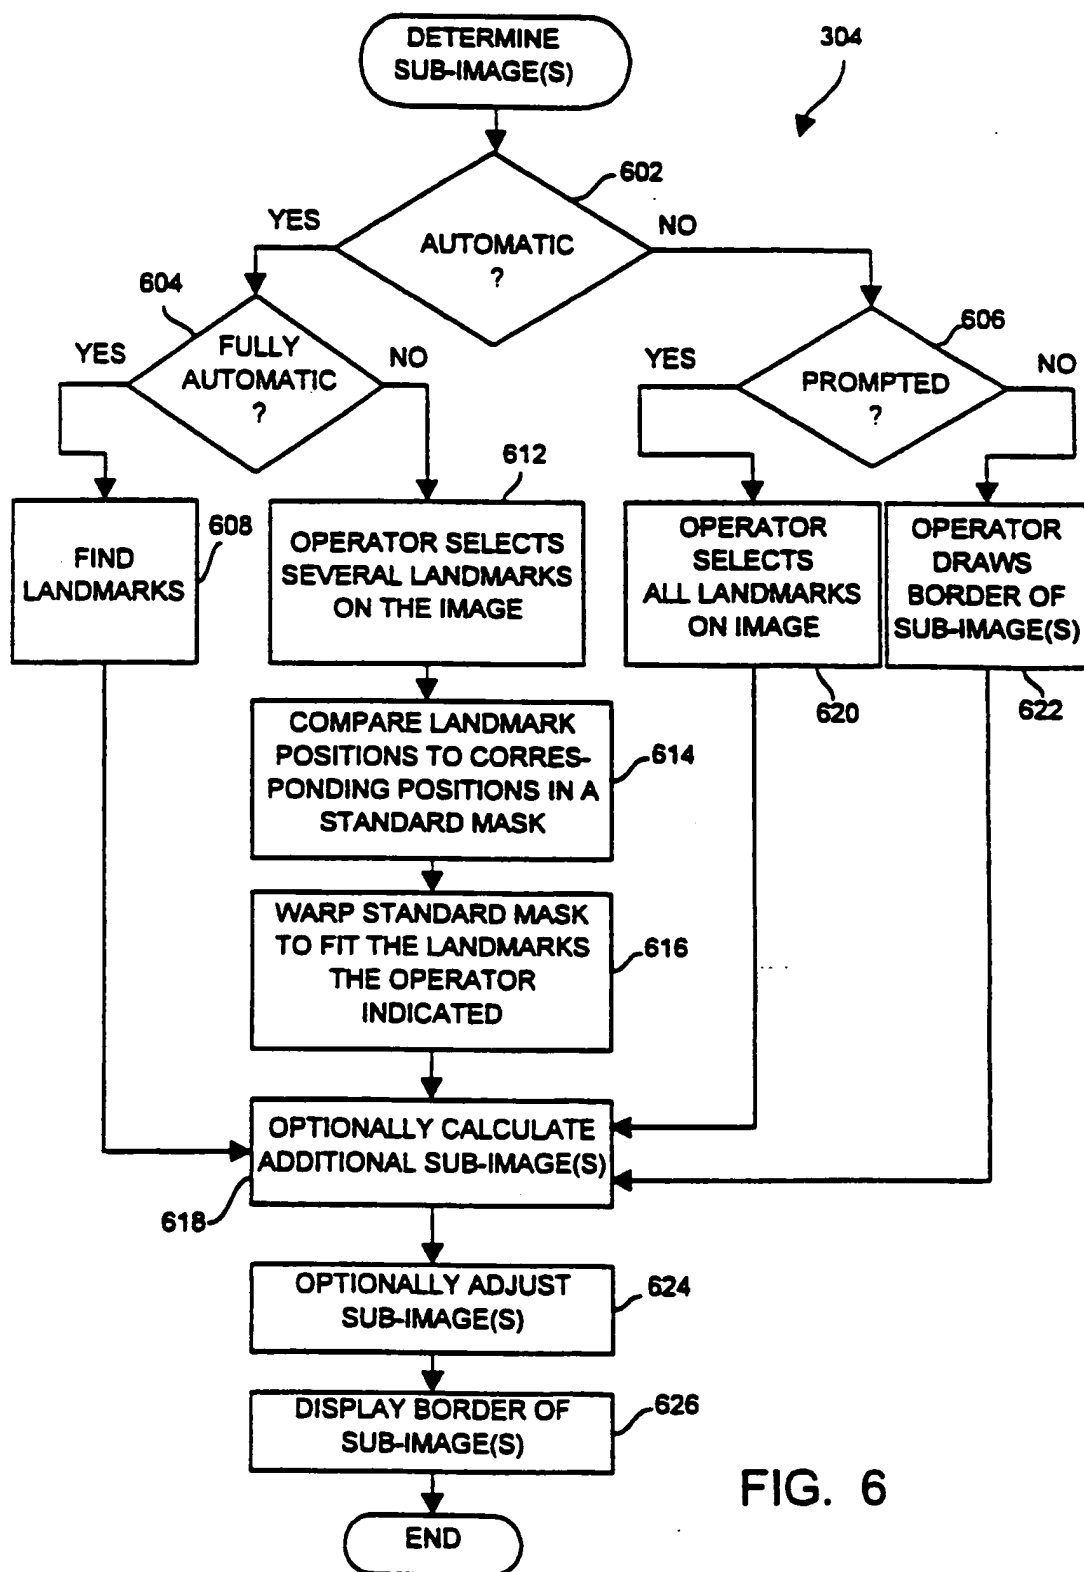 DETERMINE
SUB-IMAGE(S)
304
602
YES
NO
AUTOMATIC
?
604
606
YES
FULLY
AUTOMATIC
?
NO
YES
PROMPTED
?
NO
612
608
FIND
LANDMARKS
OPERATOR SELECTS
SEVERAL LANDMARKS
ON THE IMAGE
OPERATOR
SELECTS
ALL LANDMARKS
ON IMAGE
OPERATOR
DRAWS
BORDER OF
SUB-IMAGE(S)
620
622
COMPARE LANDMARK
POSITIONS TO CORRES-
PONDING POSITIONS IN A
STANDARD MASK
614
WARP STANDARD MASK
TO FIT THE LANDMARKS
THE OPERATOR
INDICATED
616
OPTIONALLY CALCULATE
ADDITIONAL SUB-IMAGE(S)
618
OPTIONALLY ADJUST
SUB-IMAGE(S)
624
DISPLAY BORDER OF
SUB-IMAGE(S)
626
END
FIG. 6